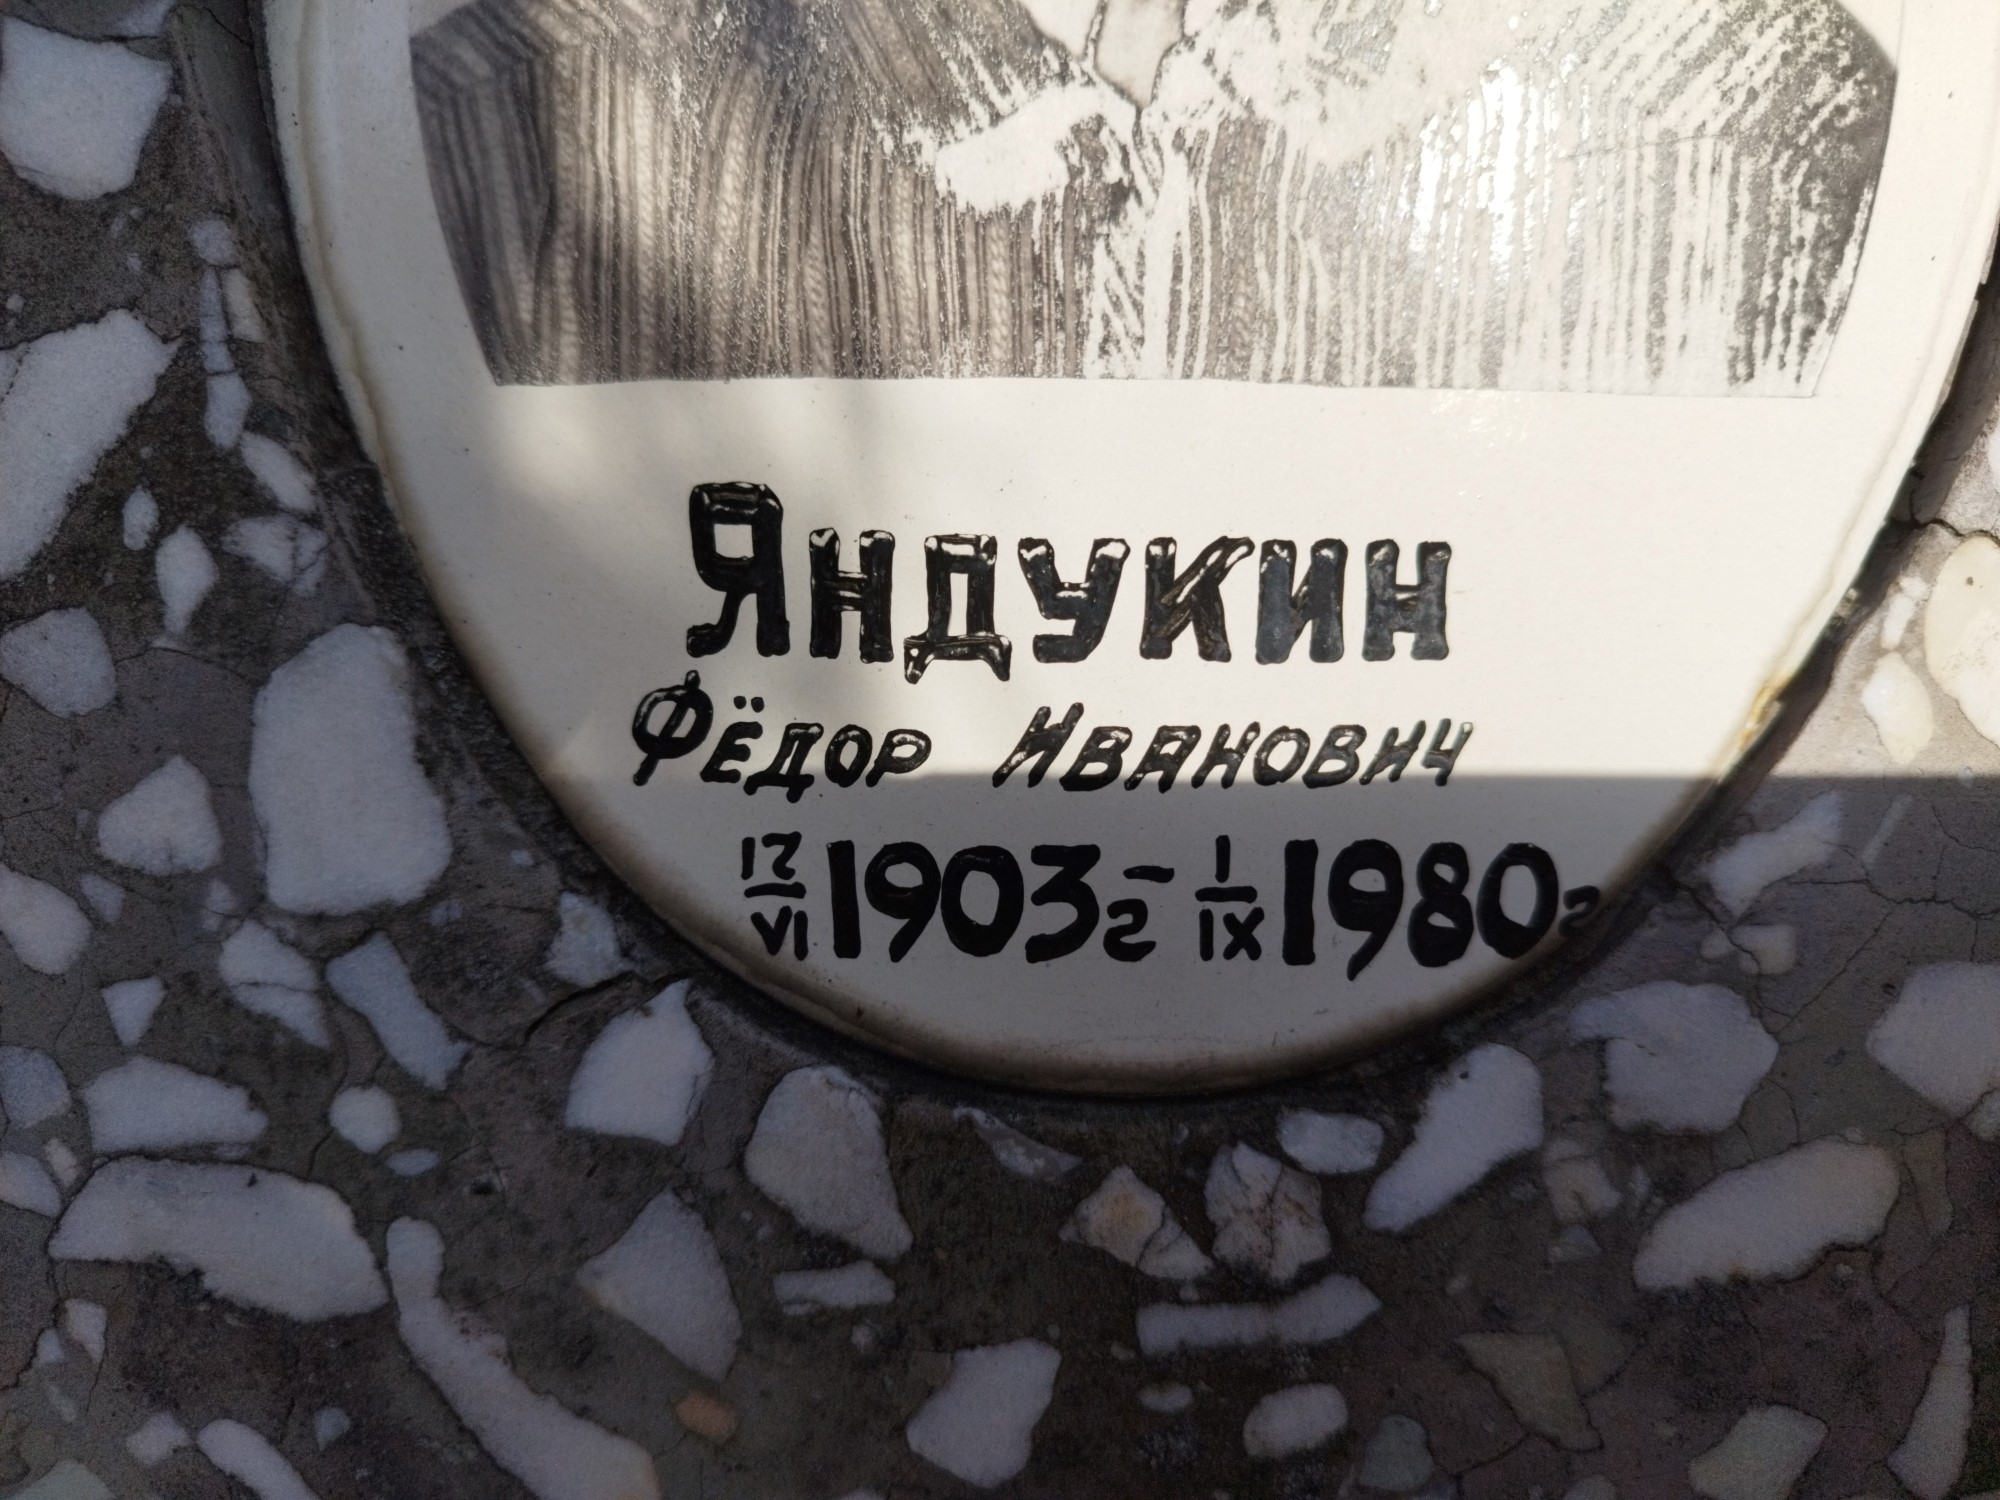 Яндукин
Фёдор Иванович
17/VI 1903г – 1/IX 1980г